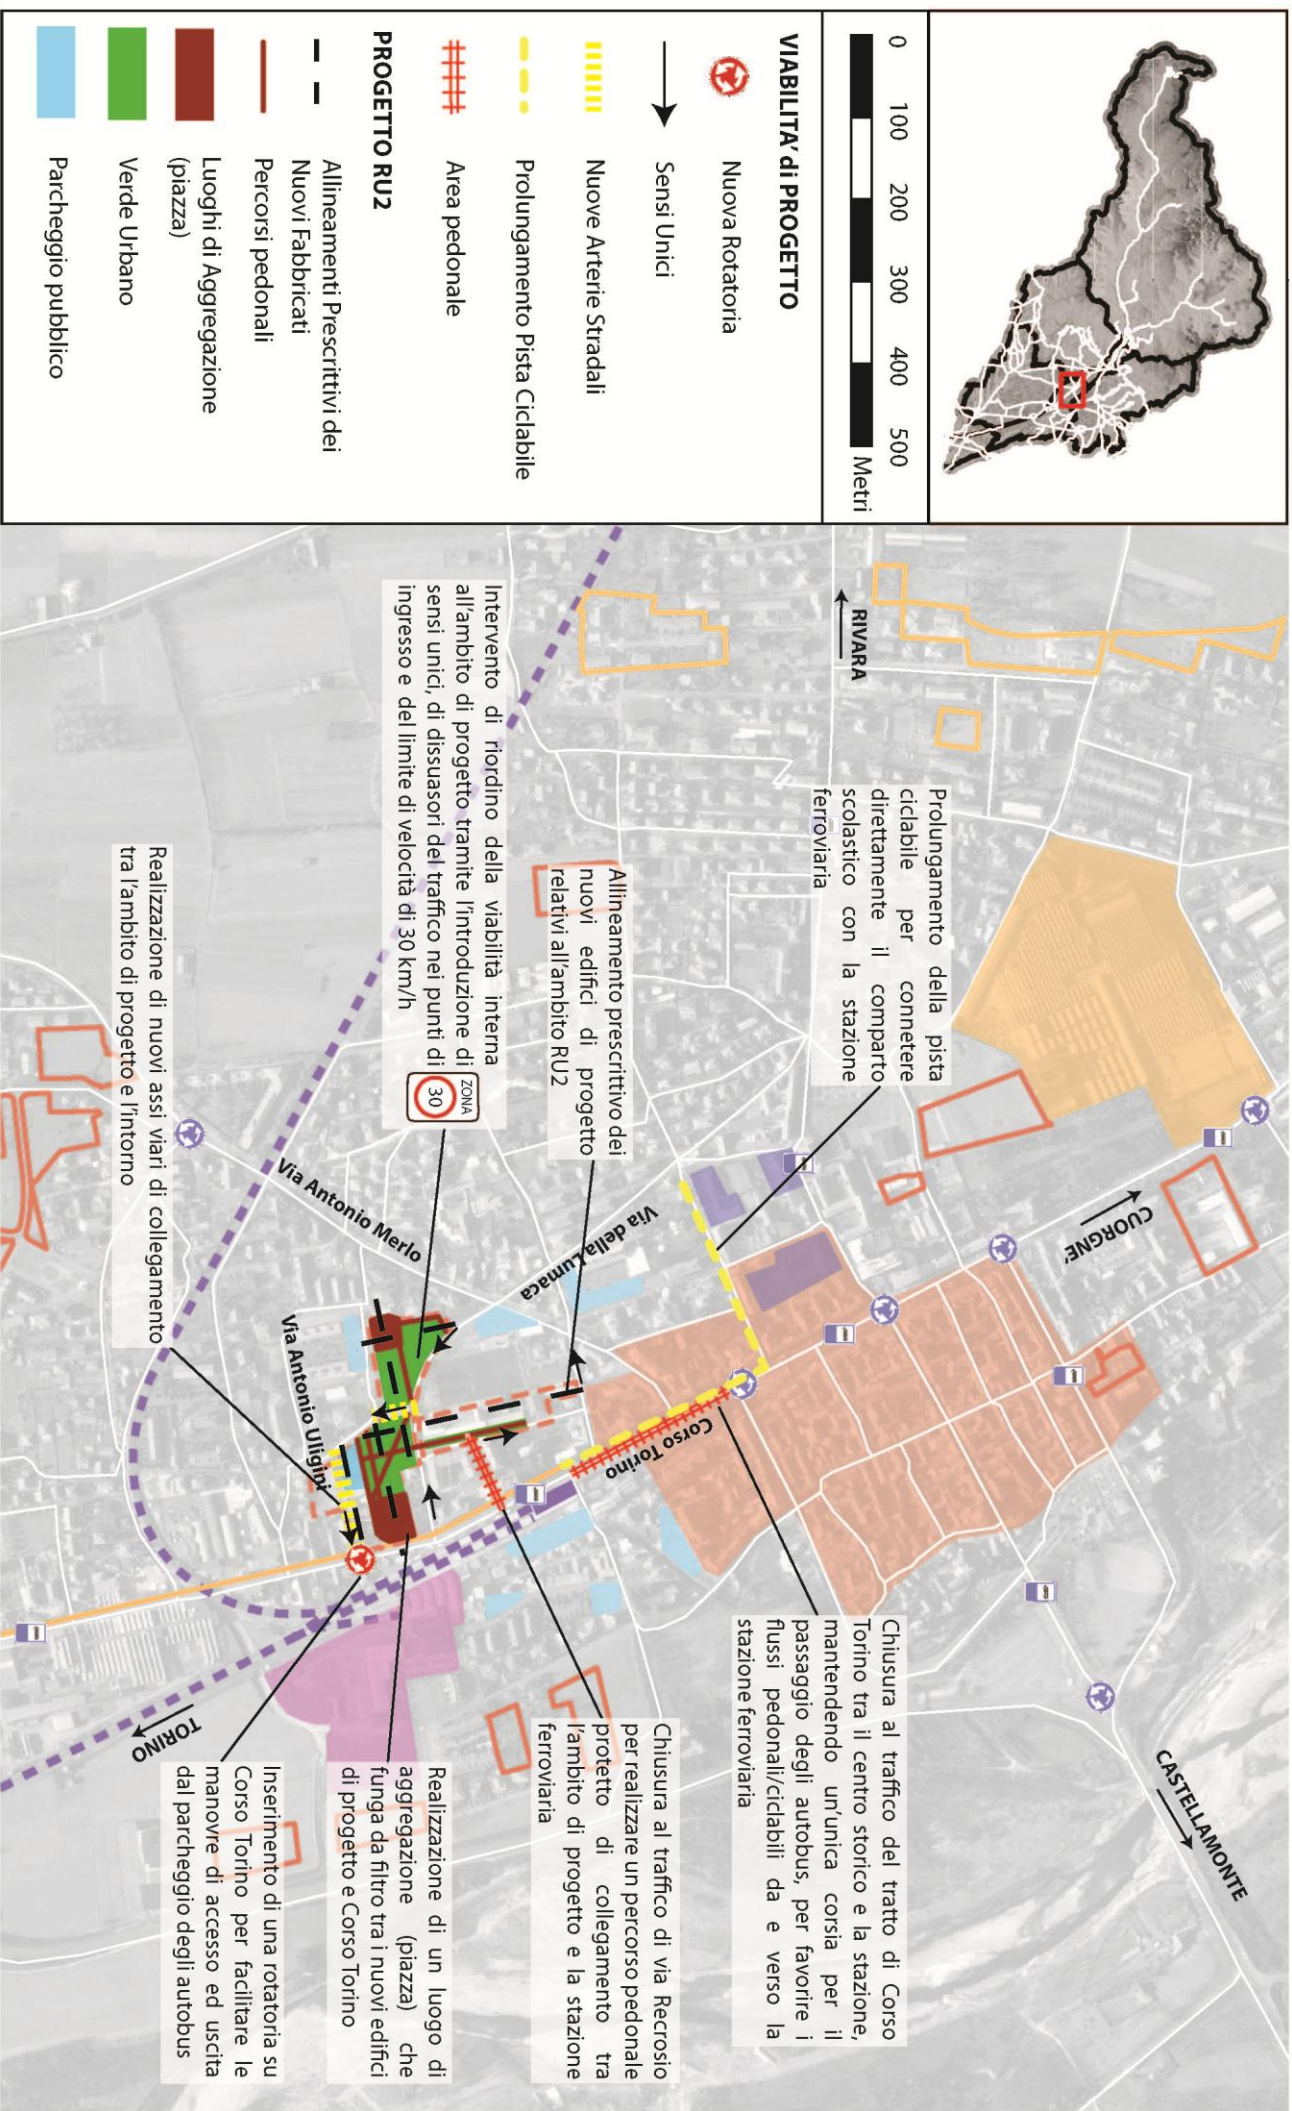 0 100 200 300 400 500
Metri
VIABILITA' di PROGETTO
Nuova Rotatoria
Sensi Unici
Nuove Arterie Stradali
Prolungamento Pista Ciclabile
Area pedonale
PROGETTO RU2
Allineamenti Prescrittivi dei
Nuovi Fabbricati
Percorsi pedonali
Luoghi di Aggregazione
(piazza)
Verde Urbano
Parcheggio pubblico
RIVARA
CUORGNE'
CASTELLAMONTE
Prolungamento della pista
ciclabile per connetere
direttamente il comparto
scolastico con la stazione
ferroviaria
Chiusura al traffico del tratto di Corso
Torino tra il centro storico e la stazione,
mantendendo un'unica corsia per il
passaggio degli autobus, per favorire i
flussi pedonali/ciclabili da e verso la
stazione ferroviaria
Allineamento prescrittivo dei
nuovi edifici di progetto
relativi all'ambito RU2
Via della Lumaca
Corso Torino
Chiusura al traffico di via Recrosio
per realizzare un percorso pedonale
protetto di collegamento tra
l'ambito di progetto e la stazione
ferroviaria
Intervento di riordino della viabilità interna
all'ambito di progetto tramite l'introduzione di
sensi unici, di dissuasori del traffico nei punti di
ingresso e del limite di velocità di 30 km/h
ZONA
30
Via Antonio Merlo
Via Antonio Uligini
Realizzazione di un luogo di
aggregazione (piazza) che
funga da filtro tra i nuovi edifici
di progetto e Corso Torino
Realizzazione di nuovi assi viari di collegamento
tra l'ambito di progetto e l'intorno
TORINO
Inserimento di una rotatoria su
Corso Torino per facilitare le
manovre di accesso ed uscita
dal parcheggio degli autobus